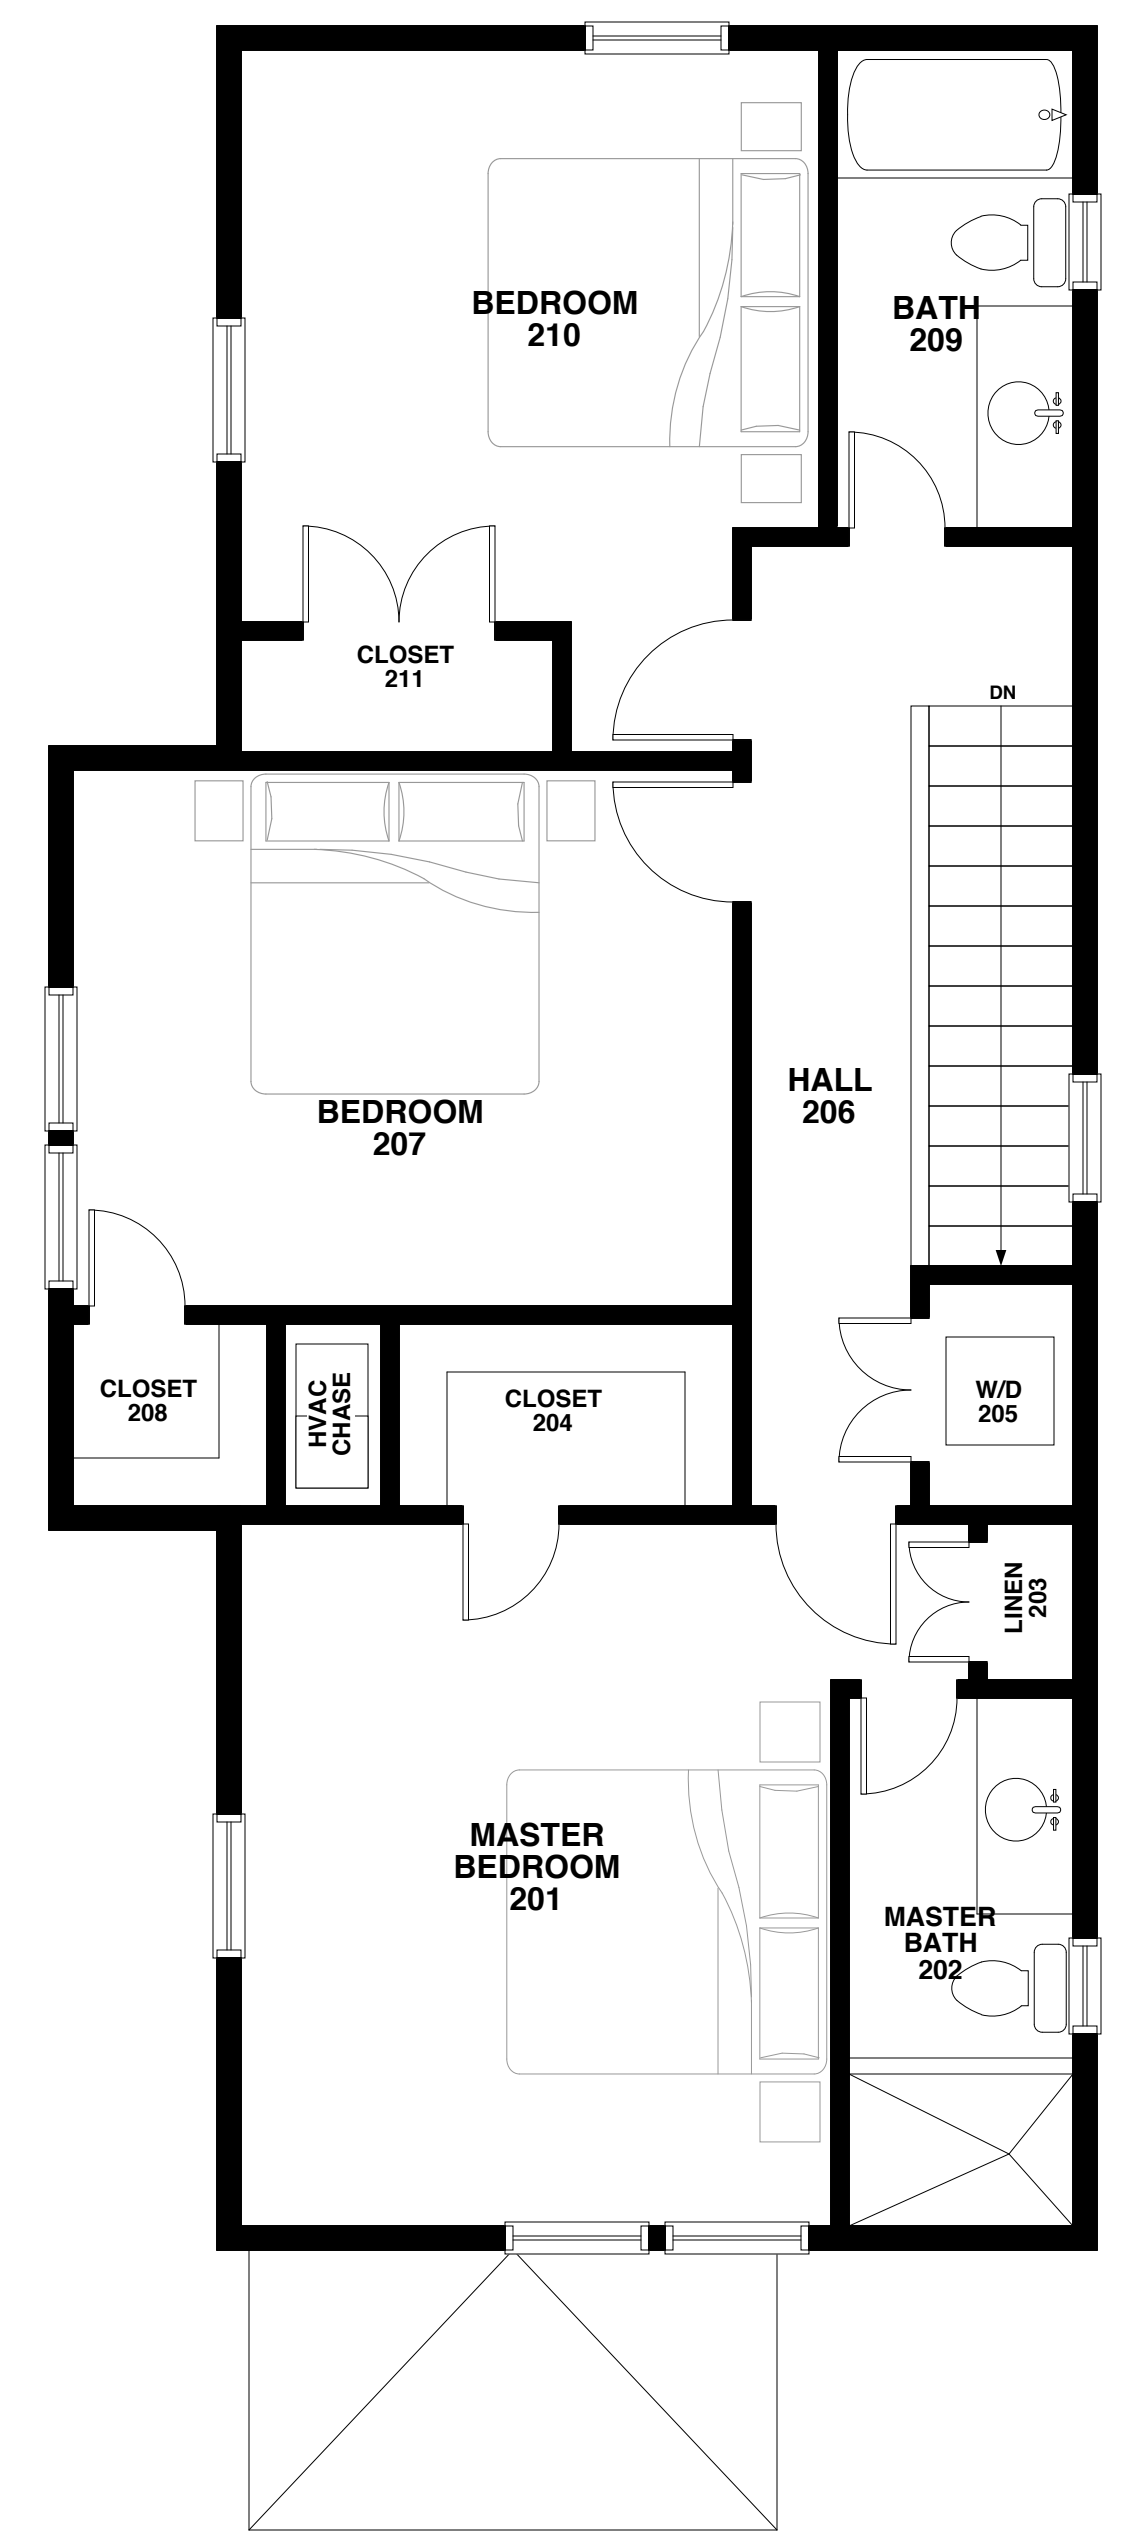 BEDROOM
210
BATH
209
CLOSET
211
DN
HALL
206
BEDROOM
207
CLOSET
208
HVAC
CHASE
CLOSET
204
W/D
205
LINEN
203
MASTER
BEDROOM
201
MASTER
BATH
202